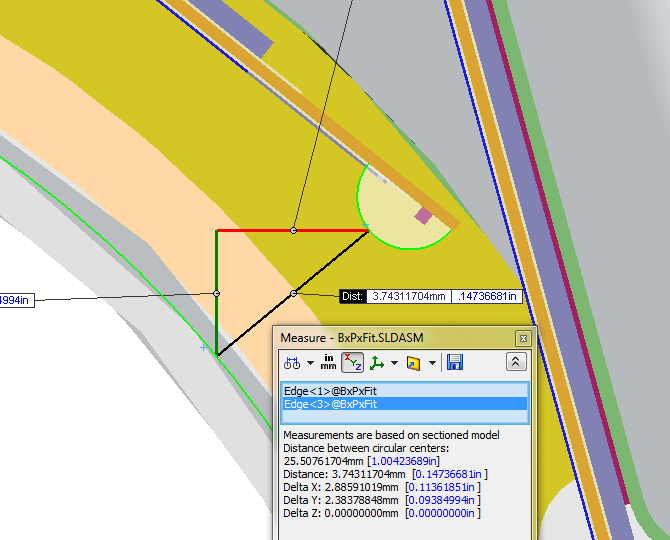 4994in
Dist: 3.74311704mm .14736681in
Measure - BxPxFit.SLDASM
in
mm
XYZ
Edge<1>@BxPxFit
Edge<3>@BxPxFit
Measurements are based on sectioned model
Distance between circular centers:
25.50761704mm [1.00423689in]
Distance: 3.74311704mm [0.14736681in ]
Delta X: 2.88591019mm [0.11361851in ]
Delta Y: 2.38378848mm [0.09384994in ]
Delta Z: 0.00000000mm [0.00000000in ]